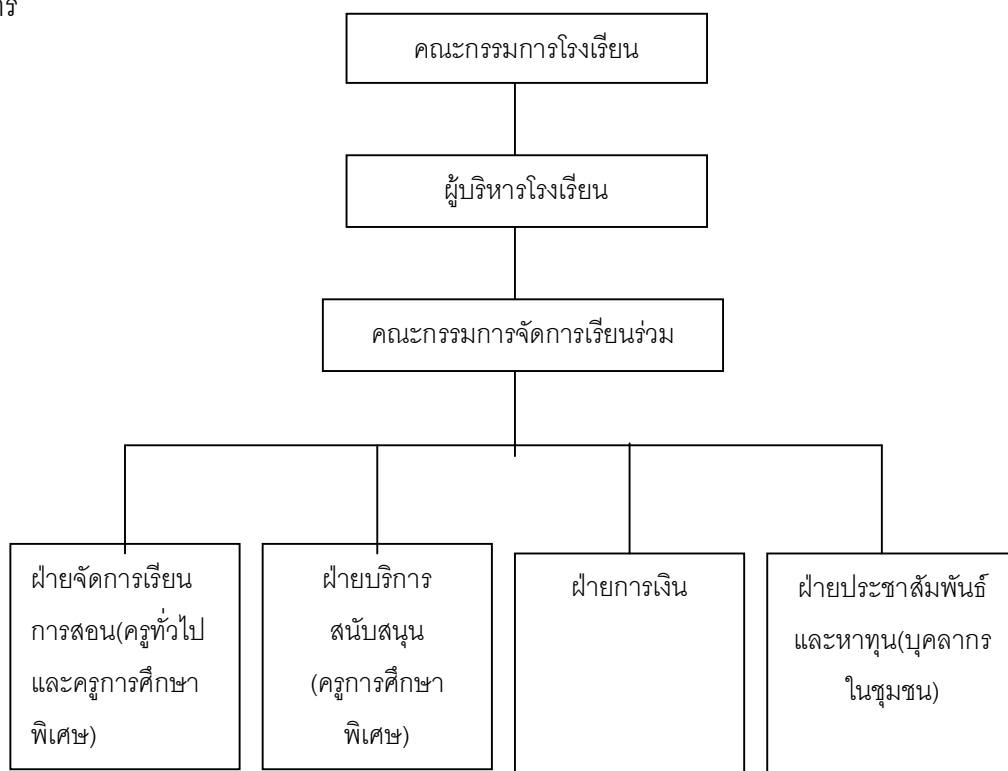 คณะกรรมการโรงเรียน
ผู้บริหารโรงเรียน
คณะกรรมการจัดการเรียนร่วม
ฝ่ายจัดการเรียน
การสอน(ครูทั่วไป
และครูการศึกษา
พิเศษ)
ฝ่ายบริการ
สนับสนุน
(ครูการศึกษา
พิเศษ)
ฝ่ายการเงิน
ฝ่ายประชาสัมพันธ์
และหาทุน(บุคลากร
ในชุมชน)